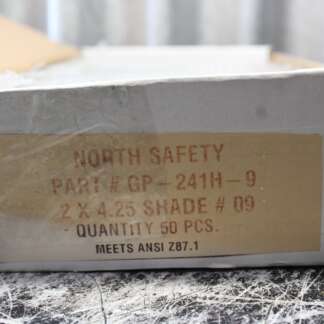 NORTH SAFETY
PART # GP-241H-9
2 X 4.25 SHADE # 09
QUANTITY 50 PCS.
MEETS ANSI Z87.1